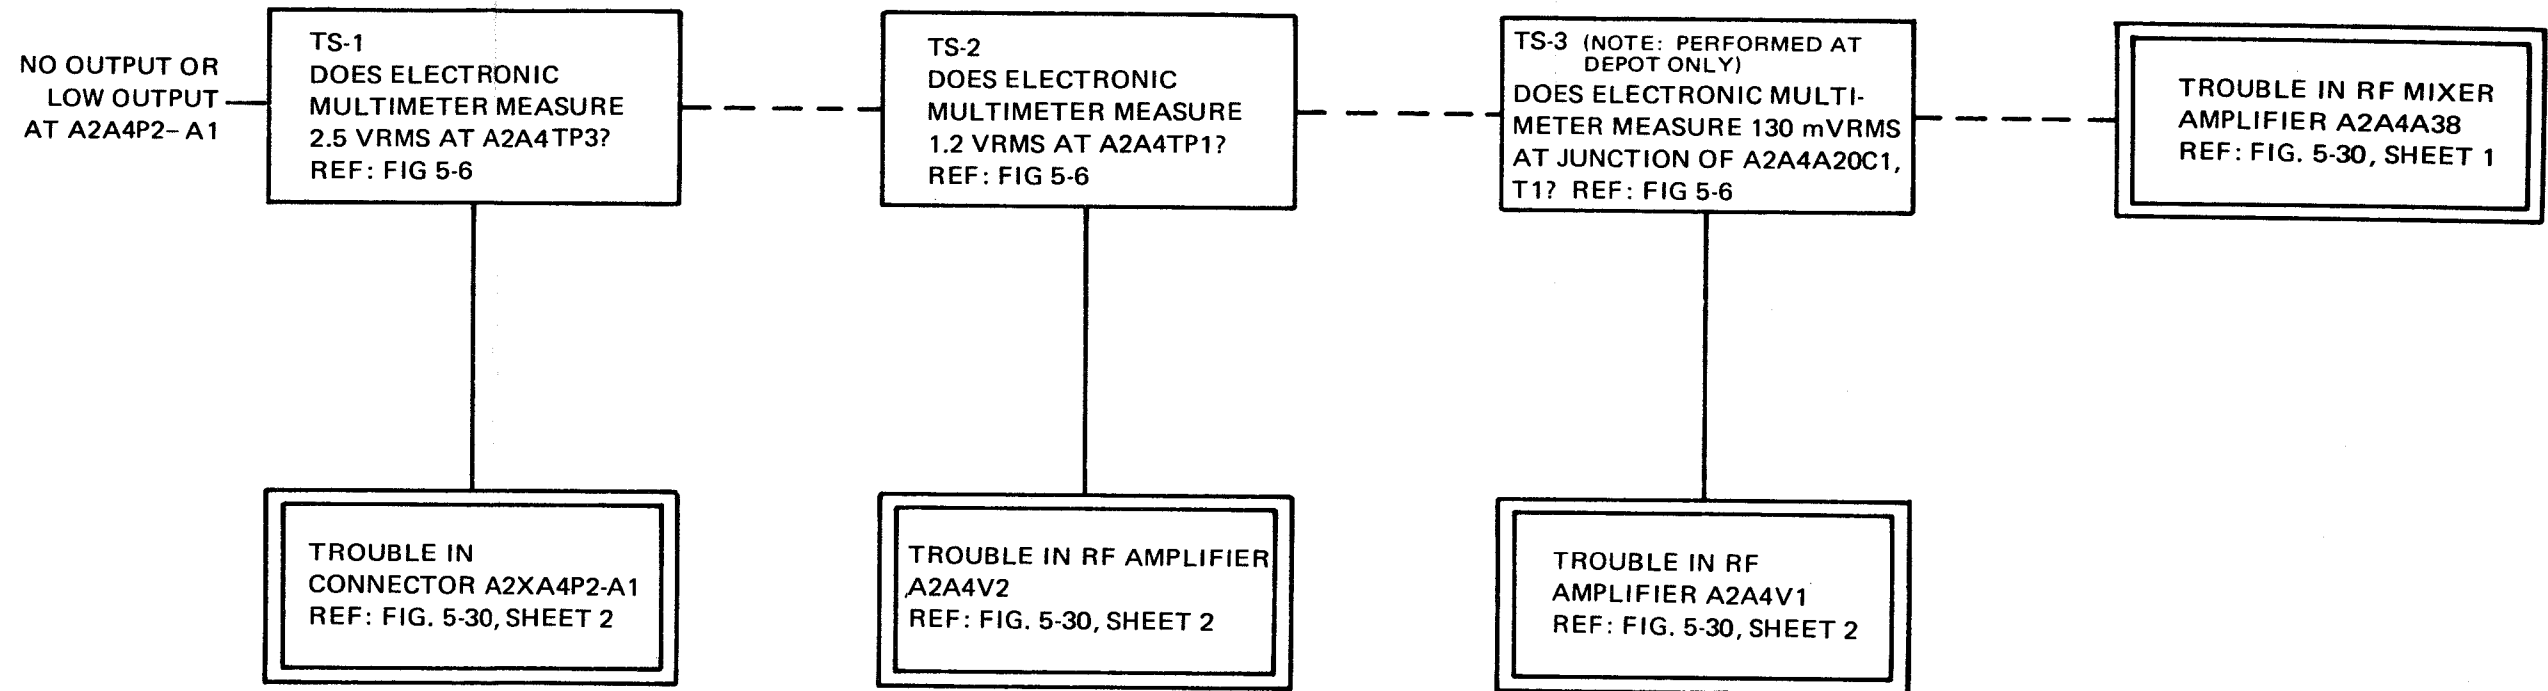 NO OUTPUT OR
LOW OUTPUT
AT A2A4P2-A1
TS-1
DOES ELECTRONIC
MULTIMETER MEASURE
2.5 VRMS AT A2A4TP3?
REF: FIG 5-6
TS-2
DOES ELECTRONIC
MULTIMETER MEASURE
1.2 VRMS AT A2A4TP1?
REF: FIG 5-6
TS-3 (NOTE: PERFORMED AT
DEPOT ONLY)
DOES ELECTRONIC MULTI-
METER MEASURE 130 mVRMS
AT JUNCTION OF A2A4A20C1,
T1? REF: FIG 5-6
TROUBLE IN RF MIXER
AMPLIFIER A2A4A38
REF: FIG. 5-30, SHEET 1
TROUBLE IN
CONNECTOR A2XA4P2-A1
REF: FIG. 5-30, SHEET 2
TROUBLE IN RF AMPLIFIER
A2A4V2
REF: FIG. 5-30, SHEET 2
TROUBLE IN RF
AMPLIFIER A2A4V1
REF: FIG. 5-30, SHEET 2